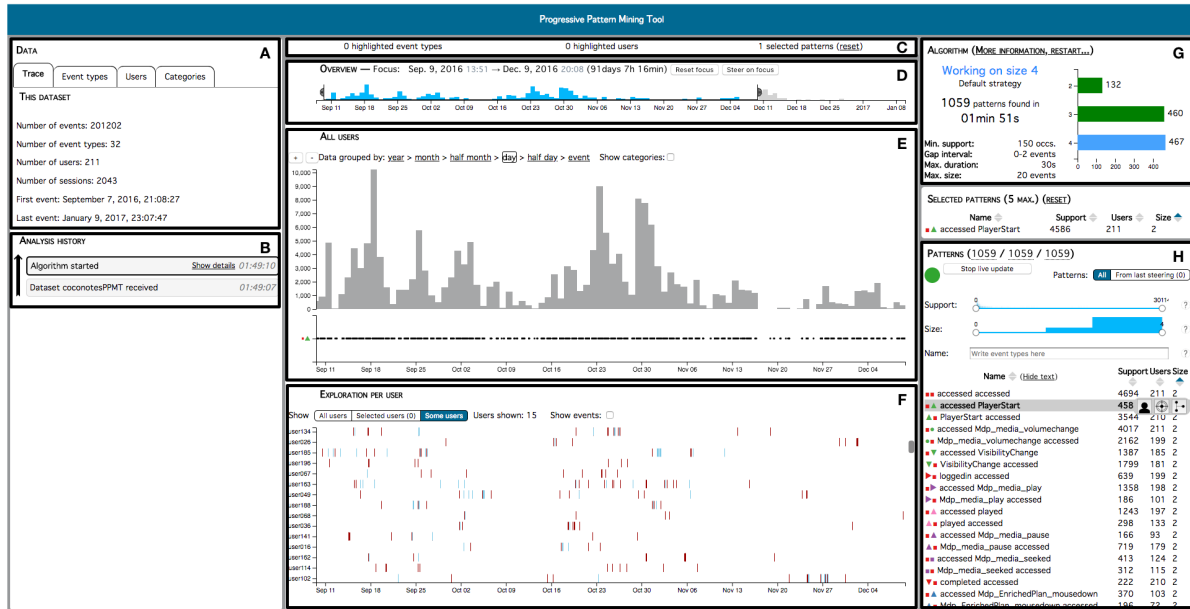 Progressive Pattern Mining Tool
DATA
A
Trace
Event types
Users
Categories
THIS DATASET
Number of events: 201202
Number of event types: 32
Number of users: 211
Number of sessions: 2043
First event: September 7, 2016, 21:08:27
Last event: January 9, 2017, 23:07:47
ANALYSIS HISTORY
B
Algorithm started Show details 01:49:10
Dataset coconotesPPMT received 01:49:07
0 highlighted event types 0 highlighted users 1 selected patterns (reset)
C
OVERVIEW — Focus: Sep. 9, 2016 13:51 → Dec. 9, 2016 20:08 (91days 7h 16min) Reset focus Steer on focus
D
Sep 11 Sep 18 Sep 25 Oct 02 Oct 09 Oct 16 Oct 23 Oct 30 Nov 06 Nov 13 Nov 20 Nov 27 Dec 04 Dec 11 Dec 18 Dec 25 2017 Jan 08
ALL USERS
E
+ - Data grouped by: year > month > half month > day > half day > event Show categories:
10,000
9,000
8,000
7,000
6,000
5,000
4,000
3,000
2,000
1,000
0
Sep 11 Sep 18 Sep 25 Oct 02 Oct 09 Oct 16 Oct 23 Oct 30 Nov 06 Nov 13 Nov 20 Nov 27 Dec 04
EXPLORATION PER USER
F
Show All users Selected users (0) Some users Users shown: 15 Show events:
user134
user026
user185
user196
user067
user163
user049
user188
user058
user036
user141
user016
user162
user114
user102
Sep 11 Sep 18 Sep 25 Oct 02 Oct 09 Oct 16 Oct 23 Oct 30 Nov 06 Nov 13 Nov 20 Nov 27 Dec 04
ALGORITHM (MORE INFORMATION, RESTART...)
G
Working on size 4
Default strategy
1059 patterns found in
01min 51s
Min. support: 150 occs.
Gap interval: 0-2 events
Max. duration: 30s
Max. size: 20 events
2 132
3 460
4 467
0 100 200 300 400
SELECTED PATTERNS (5 MAX.) (RESET)
Name Support Users Size
accessed PlayerStart 4586 211 2
PATTERNS (1059 / 1059 / 1059)
H
Stop live update
Patterns: All From last steering (0)
Support: 0 30114 ?
Size: 0 4 ?
Name: Write event types here ?
Name (Hide text) Support Users Size
accessed accessed 4694 211 2
accessed PlayerStart 458
PlayerStart accessed 3544 210 2
accessed Mdp_media_volumechange 4017 211 2
Mdp_media_volumechange accessed 2162 199 2
accessed VisibilityChange 1387 185 2
VisibilityChange accessed 1799 181 2
loggedin accessed 639 199 2
accessed Mdp_media_play 1358 198 2
Mdp_media_play accessed 186 101 2
accessed played 1243 197 2
played accessed 298 133 2
accessed Mdp_media_pause 166 93 2
Mdp_media_pause accessed 719 179 2
accessed Mdp_media_seeked 413 124 2
Mdp_media_seeked accessed 312 115 2
completed accessed 222 210 2
accessed Mdp_EnrichedPlan_mousedown 370 103 2
Mdp_EnrichedPlan_mousedown accessed 196 72 2